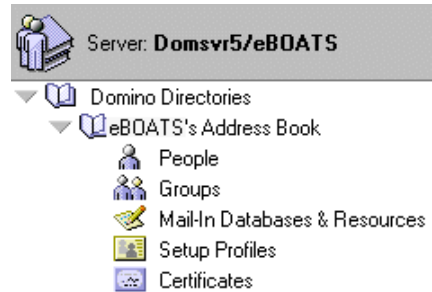 Server: Domsvr5/eBOATS
Domino Directories
eBOATS's Address Book
People
Groups
Mail-In Databases & Resources
Setup Profiles
Certificates